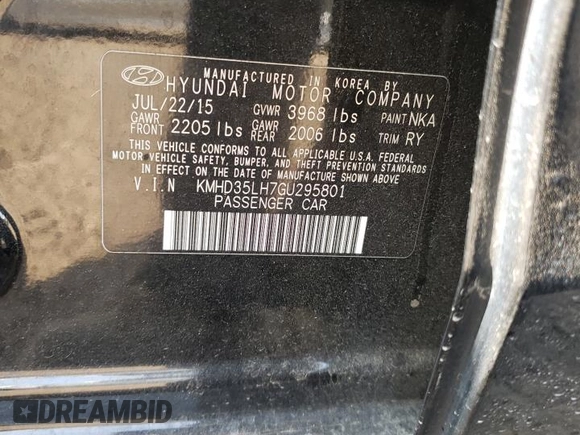 MANUFACTURED IN KOREA BY
HYUNDAI MOTOR COMPANY
JUL/22/15 GVWR 3968 lbs PAINT NKA
GAWR FRONT 2205 lbs GAWR REAR 2006 lbs TRIM RY
THIS VEHICLE CONFORMS TO ALL U.S.A. FEDERAL
MOTOR VEHICLE SAFETY, BUMPER, AND THEFT PREVENTION STANDARDS
IN EFFECT ON THE DATE OF MANUFACTURE SHOWN ABOVE
V.I.N KMHD35LH7GU295801
PASSENGER CAR
DREAMBID